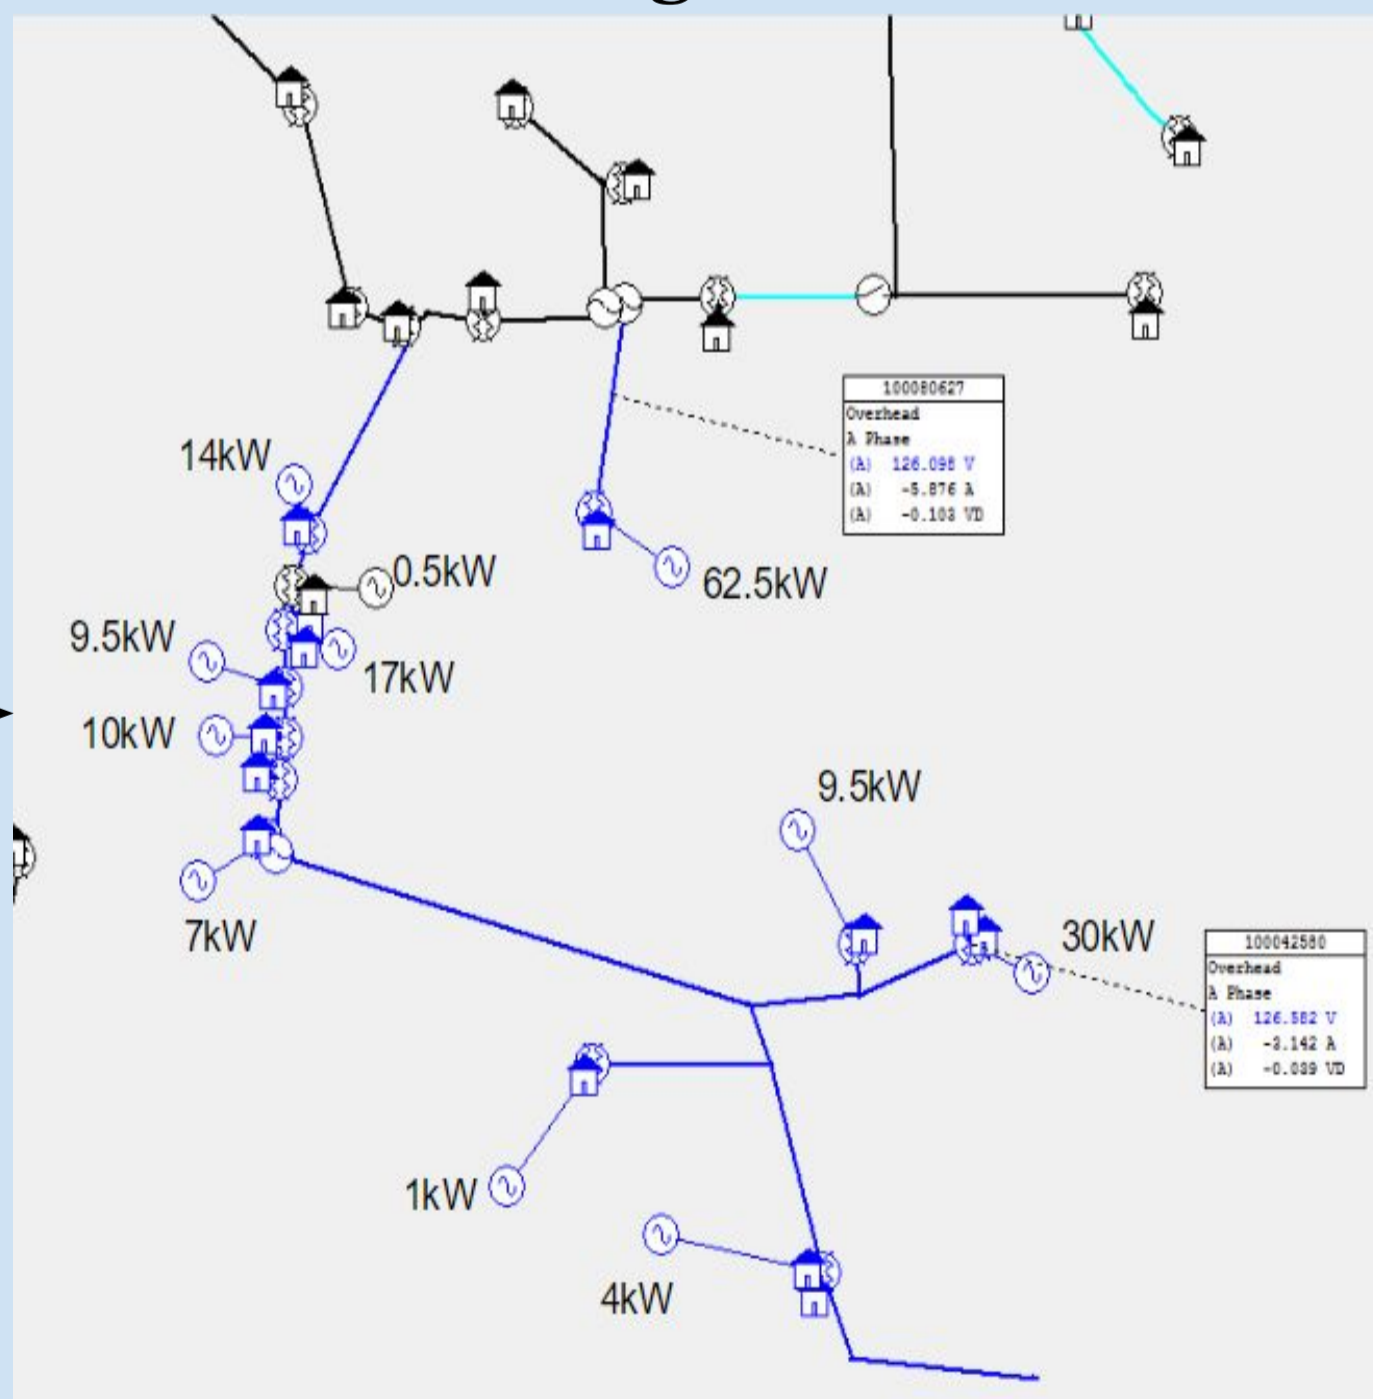 100080627
Overhead
A Phase
(A) 126.098 V
(A) -5.876 A
(A) -0.103 VD
14kW
0.5kW
62.5kW
9.5kW
17kW
10kW
9.5kW
7kW
30kW
100042580
Overhead
A Phase
(A) 126.582 V
(A) -3.142 A
(A) -0.039 VD
1kW
4kW